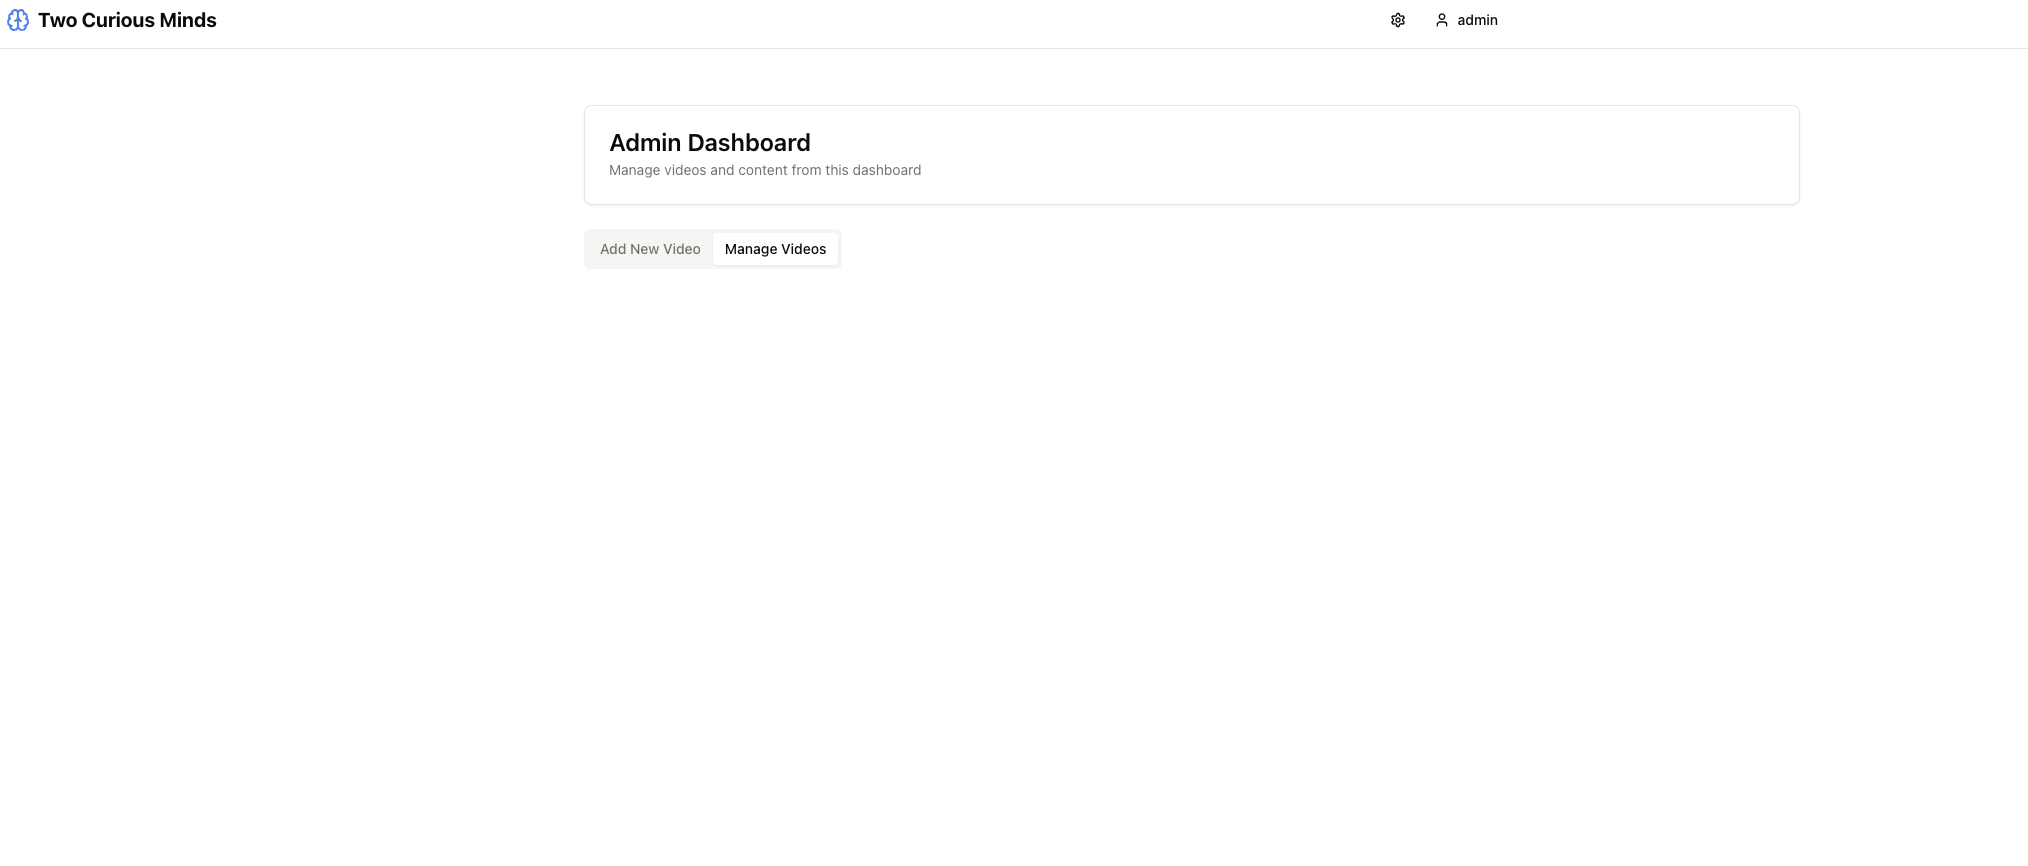 Two Curious Minds
admin
Admin Dashboard
Manage videos and content from this dashboard
Add New Video
Manage Videos